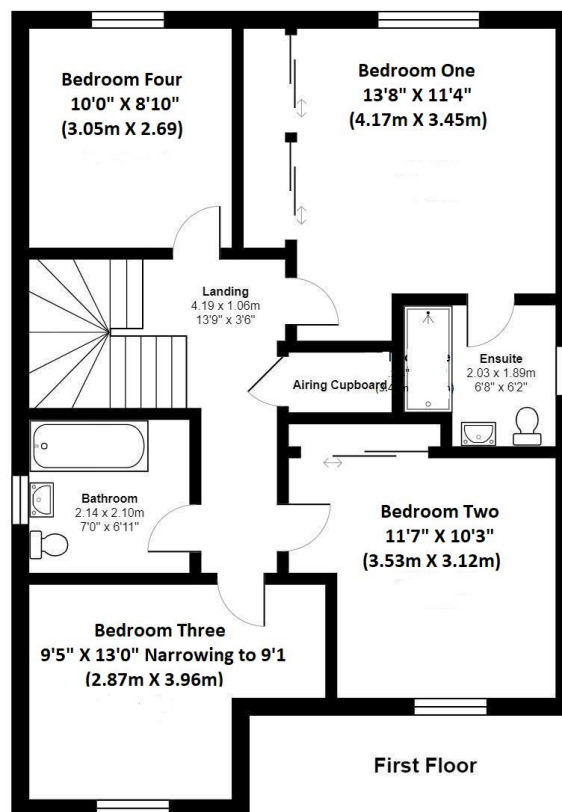 Bedroom Four
10'0" X 8'10"
(3.05m X 2.69)
Bedroom One
13'8" X 11'4"
(4.17m X 3.45m)
Landing
4.19 x 1.06m
13'9" x 3'6"
Airing Cupboard
Ensuite
2.03 x 1.89m
6'8" x 6'2"
Bathroom
2.14 x 2.10m
7'0" x 6'11"
Bedroom Two
11'7" X 10'3"
(3.53m X 3.12m)
Bedroom Three
9'5" X 13'0" Narrowing to 9'1
(2.87m X 3.96m)
First Floor